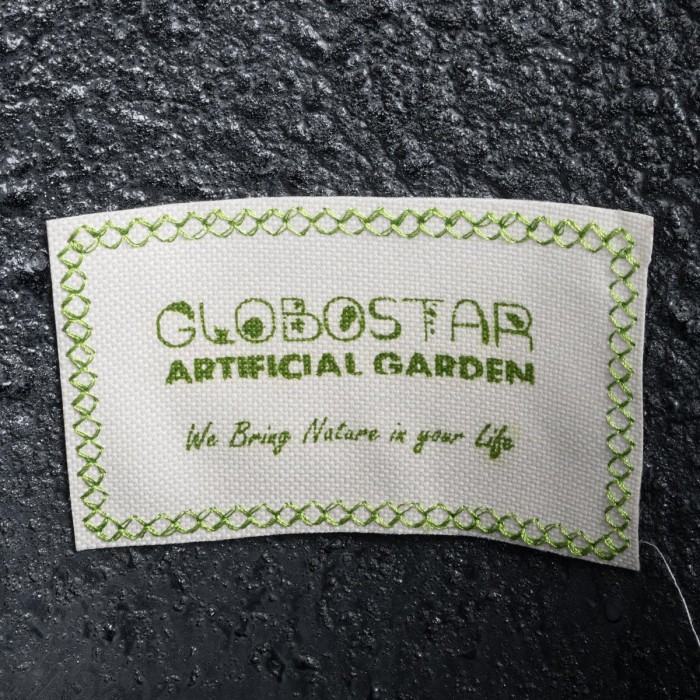 GLOBOSTAR
ARTIFICIAL GARDEN
We Bring Nature in your Life